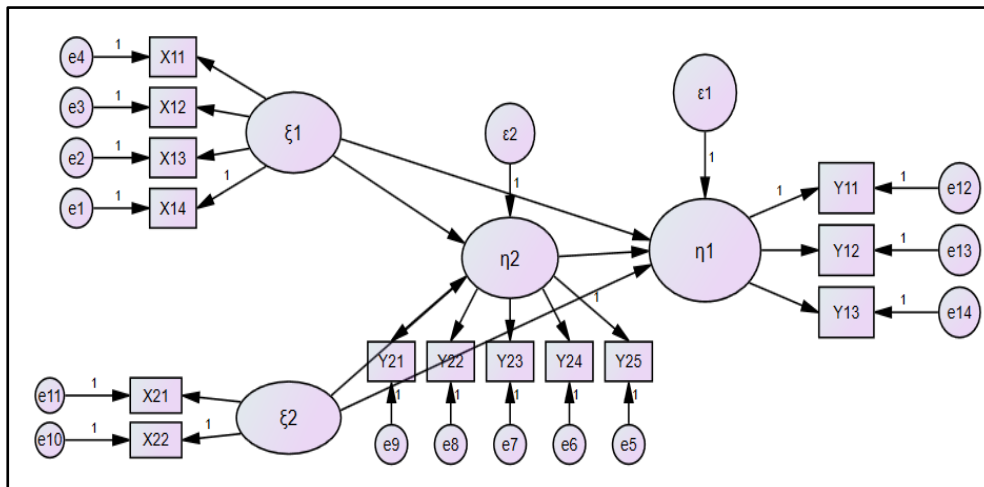 e4 1 X11
e3 1 X12
e2 1 X13
e1 1 X14
1
ξ1
ε2
1
ε1
1
η2
η1
1
1 Y11 1 e12
Y12 1 e13
Y13 1 e14
e11 1 X21
e10 1 X22
1
ξ2
Y21 Y22 Y23 Y24 Y25
1 1 1 1 1
e9 e8 e7 e6 e5